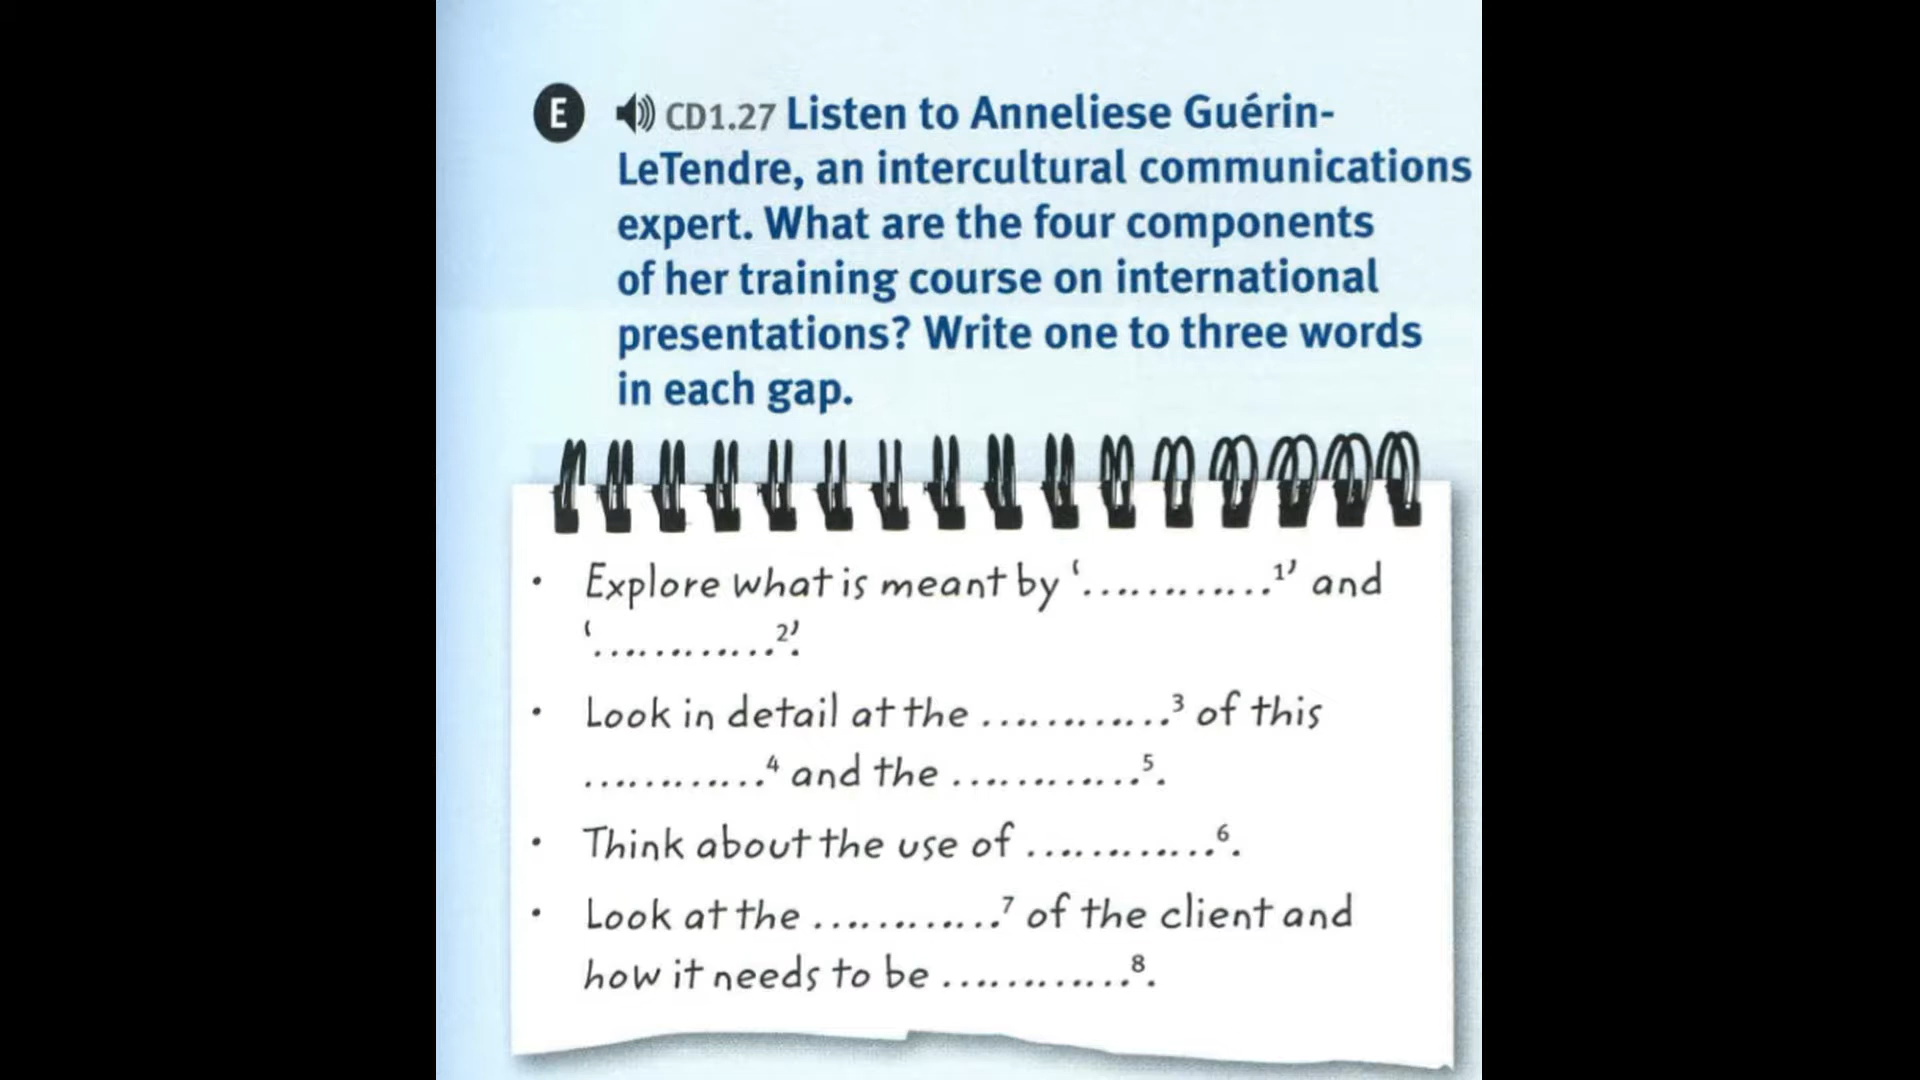 E CD1.27 Listen to Anneliese Guérin-
LeTendre, an intercultural communications
expert. What are the four components
of her training course on international
presentations? Write one to three words
in each gap.
• Explore what is meant by ‘............¹’ and
‘............²’.
• Look in detail at the ............³ of this
............⁴ and the ............⁵.
• Think about the use of ............⁶.
• Look at the ............⁷ of the client and
how it needs to be ............⁸.